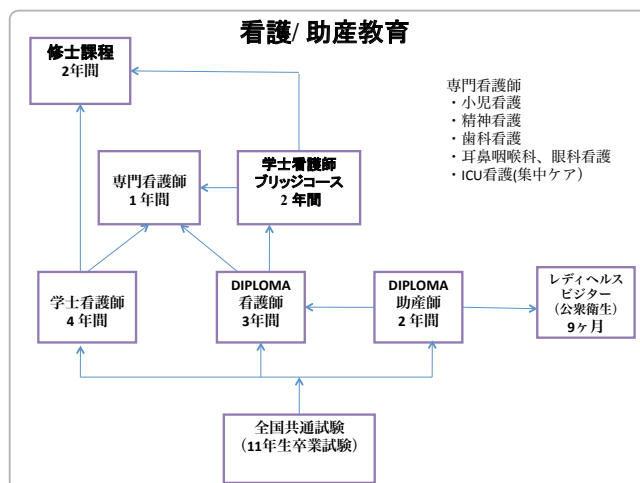 看護/ 助産教育
修士課程
2年間
専門看護師
・小児看護
・精神看護
・歯科看護
・耳鼻咽喉科、眼科看護
・ICU看護(集中ケア）
専門看護師
1 年間
学士看護師
ブリッジコース
2 年間
学士看護師
4 年間
DIPLOMA
看護師
3年間
DIPLOMA
助産師
2 年間
レディヘルス
ビジター
（公衆衛生）
9ヶ月
全国共通試験
（11年生卒業試験）